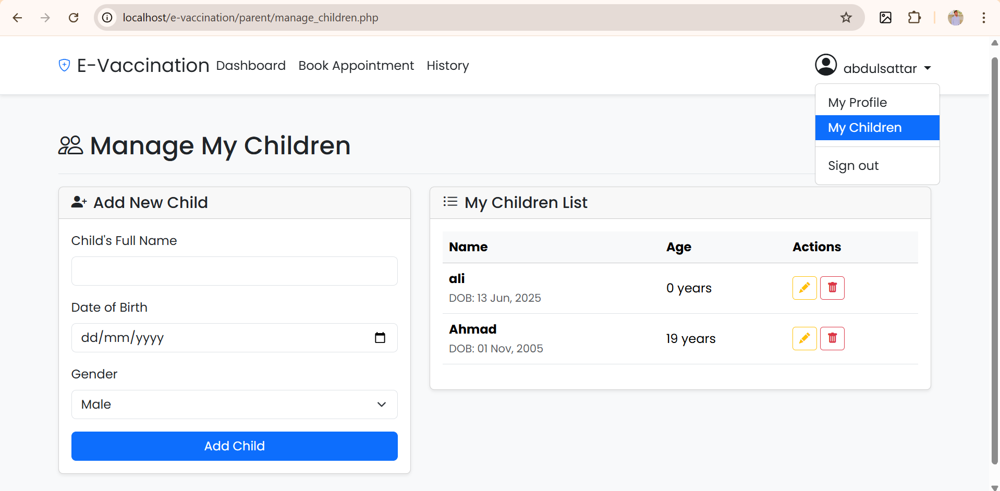 localhost/e-vaccination/parent/manage_children.php
E-Vaccination Dashboard Book Appointment History
abdulsattar
My Profile
My Children
Sign out
Manage My Children
Add New Child
Child's Full Name
Date of Birth
dd/mm/yyyy
Gender
Male
Add Child
My Children List
Name Age Actions
ali
DOB: 13 Jun, 2025
0 years
Ahmad
DOB: 01 Nov, 2005
19 years